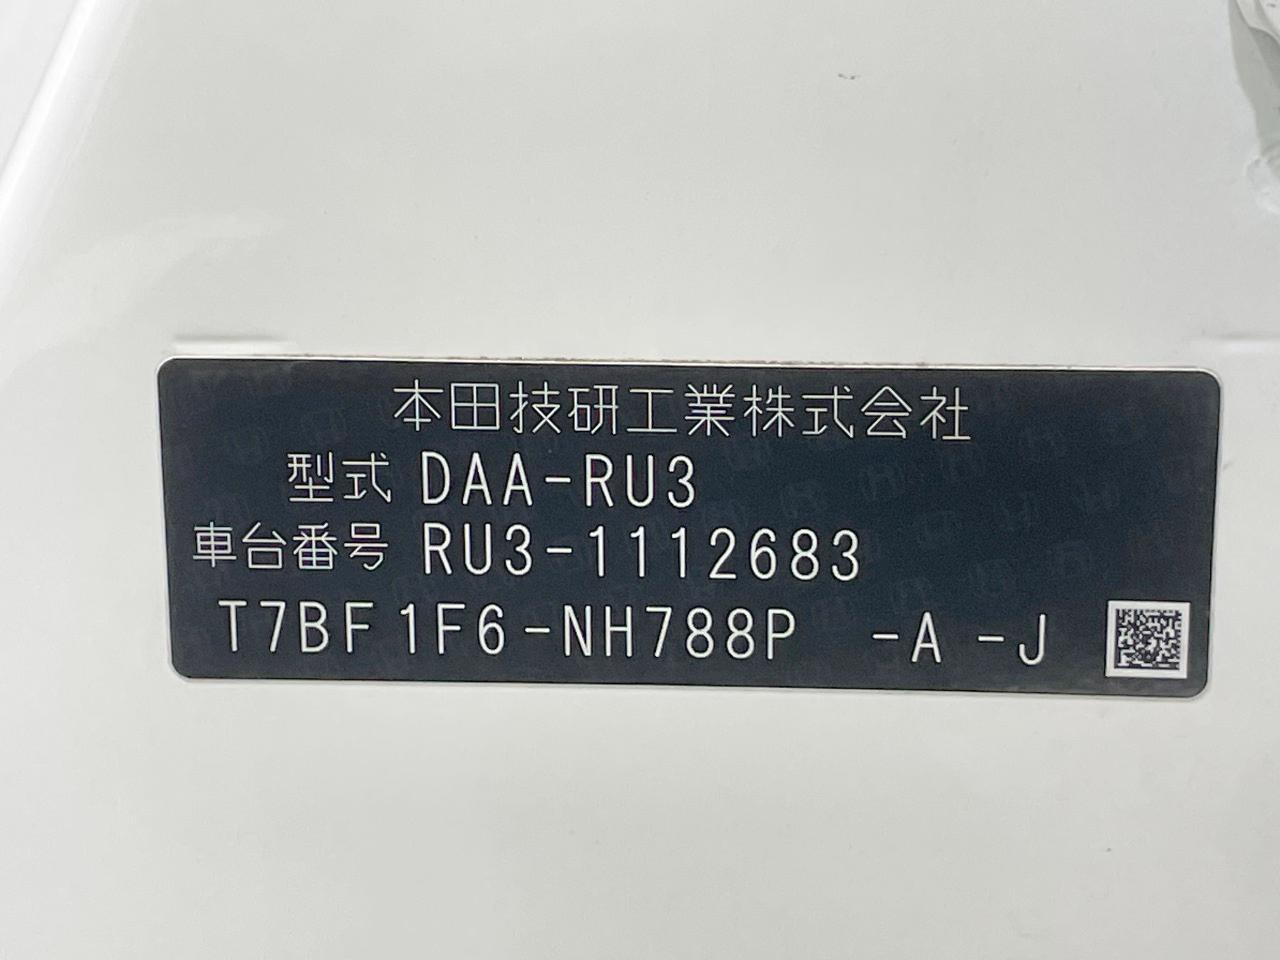 本田技研工業株式会社
型式 DAA-RU3
車台番号 RU3-1112683
T7BF1F6-NH788P -A -J